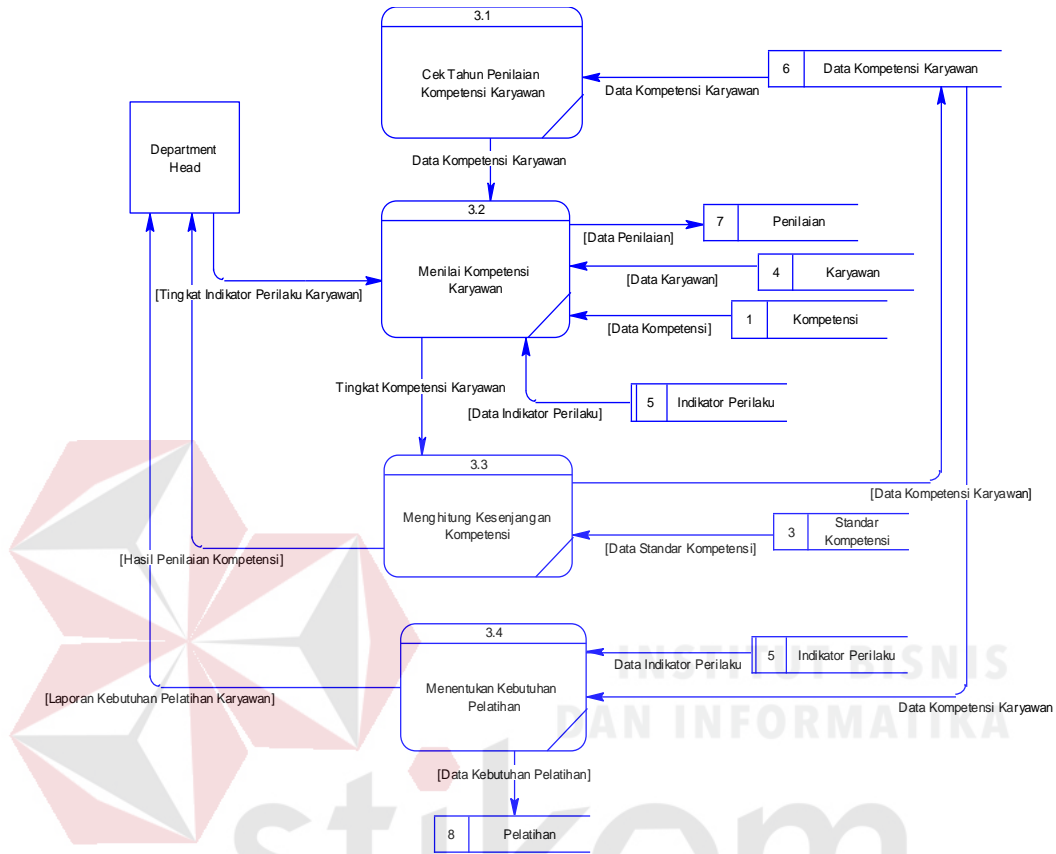 3.1
Cek Tahun Penilaian
Kompetensi Karyawan
6
Data Kompetensi Karyawan
Data Kompetensi Karyawan
Department
Head
Data Kompetensi Karyawan
3.2
Menilai Kompetensi
Karyawan
7
Penilaian
[Data Penilaian]
4
Karyawan
[Data Karyawan]
[Tingkat Indikator Perilaku Karyawan]
1
Kompetensi
[Data Kompetensi]
Tingkat Kompetensi Karyawan
5
Indikator Perilaku
[Data Indikator Perilaku]
3.3
Menghitung Kesenjangan
Kompetensi
[Data Kompetensi Karyawan]
3
Standar
Kompetensi
[Data Standar Kompetensi]
[Hasil Penilaian Kompetensi]
3.4
Menentukan Kebutuhan
Pelatihan
5
Indikator Perilaku
Data Indikator Perilaku
[Laporan Kebutuhan Pelatihan Karyawan]
Data Kompetensi Karyawan
[Data Kebutuhan Pelatihan]
8
Pelatihan
INSTITUT BISNIS
DAN INFORMATIKA
stikom